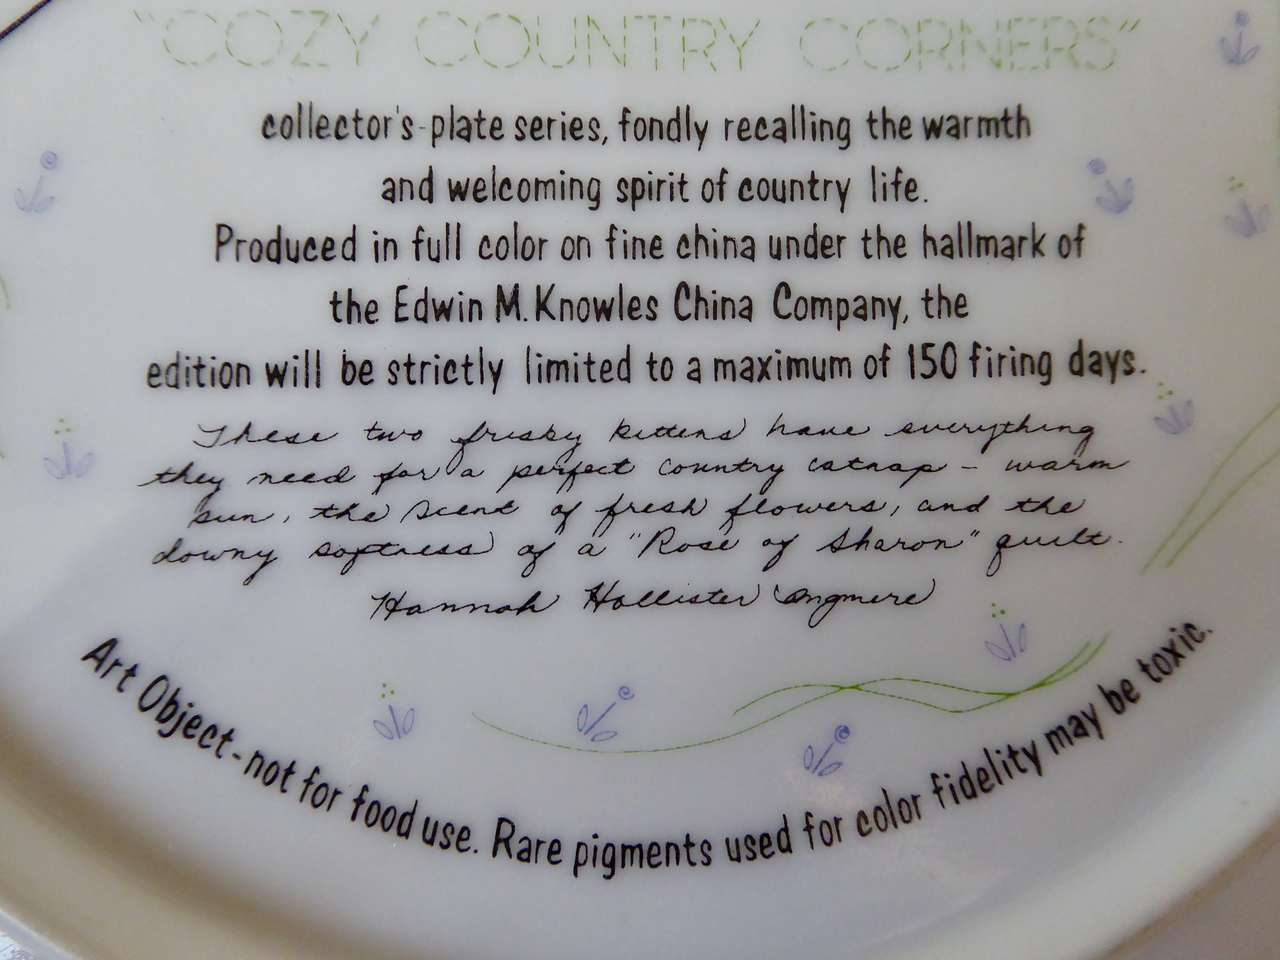 "COZY COUNTRY CORNERS"
collector's-plate series, fondly recalling the warmth
and welcoming spirit of country life.
Produced in full color on fine china under the hallmark of
the Edwin M. Knowles China Company, the
edition will be strictly limited to a maximum of 150 firing days.
These two frisky kittens have everything
they need for a perfect country catnap - warm
sun, the scent of fresh flowers, and the
downy softness of a "Rose of Sharon" quilt.
Hannah Hollister Ingmire
Art Object-not for food use. Rare pigments used for color fidelity may be toxic.